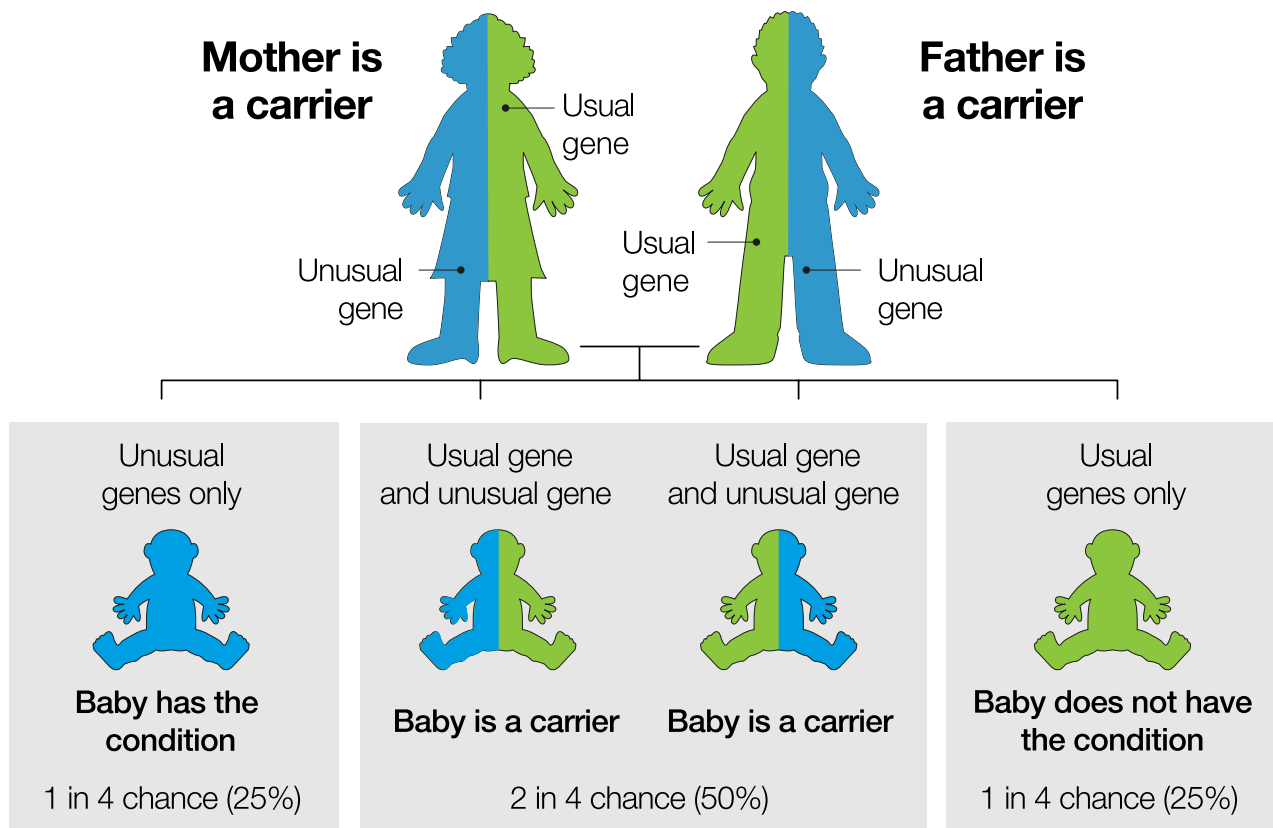 Mother is
a carrier
Father is
a carrier
Usual
gene
Usual
gene
Unusual
gene
Unusual
gene
Unusual
genes only
Usual gene
and unusual gene
Usual gene
and unusual gene
Usual
genes only
Baby has the
condition
Baby is a carrier
Baby is a carrier
Baby does not have
the condition
1 in 4 chance (25%)
2 in 4 chance (50%)
1 in 4 chance (25%)